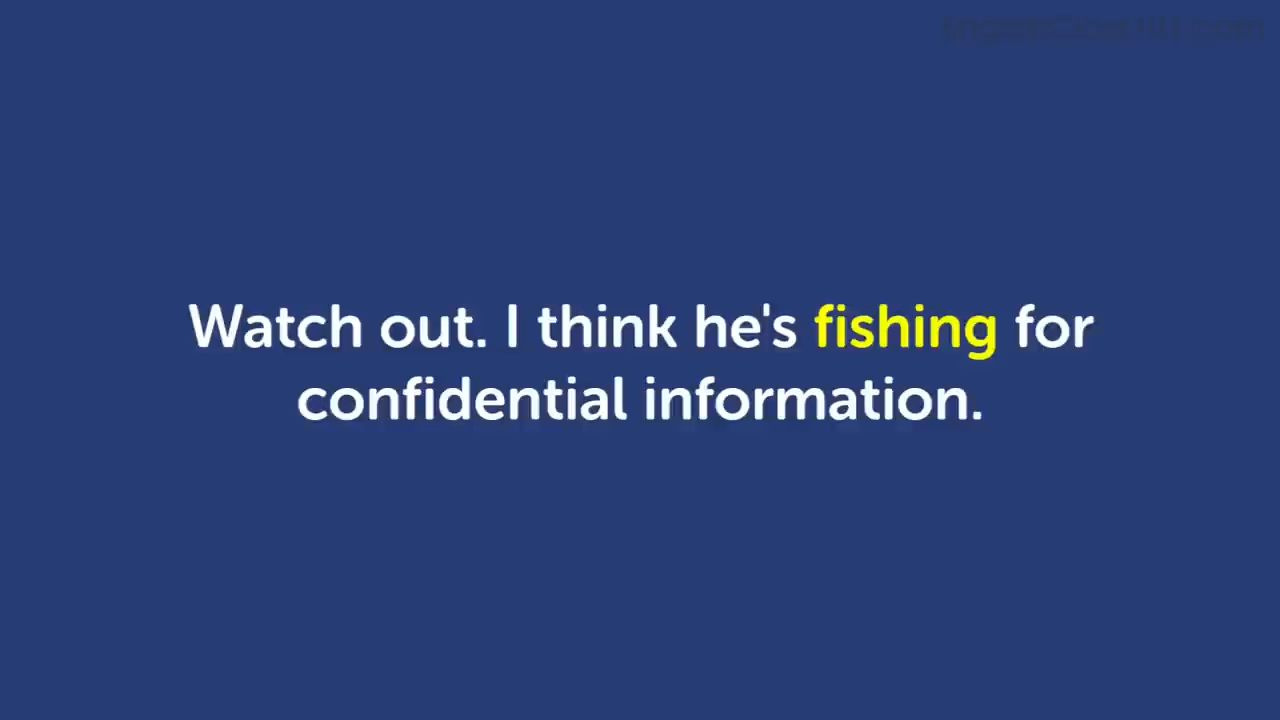 Watch out. I think he's fishing for
confidential information.